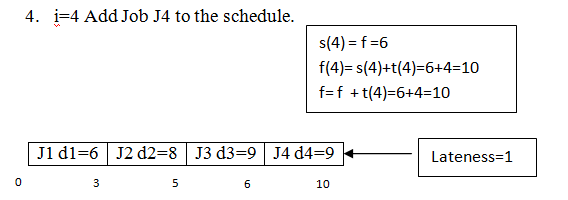 4. i=4 Add Job J4 to the schedule.
s(4) = f =6
f(4)= s(4)+t(4)=6+4=10
f= f + t(4)=6+4=10
J1 d1=6 J2 d2=8 J3 d3=9 J4 d4=9
Lateness=1
0 3 5 6 10